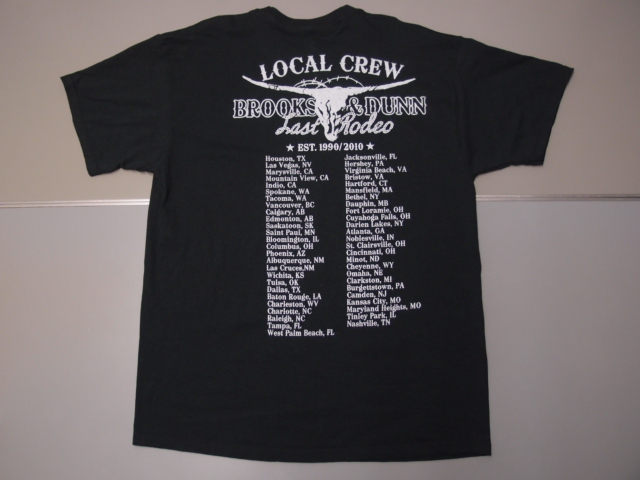 LOCAL CREW
BROOKS & DUNN
Last Rodeo
★ EST. 1990/2010 ★
Houston, TX
Las Vegas, NV
Marysville, CA
Mountain View, CA
Indio, CA
Spokane, WA
Tacoma, WA
Vancouver, BC
Calgary, AB
Edmonton, AB
Saskatoon, SK
Saint Paul, MN
Bloomington, IL
Columbus, OH
Phoenix, AZ
Albuquerque, NM
Las Cruces,NM
Wichita, KS
Tulsa, OK
Dallas, TX
Baton Rouge, LA
Charleston, WV
Charlotte, NC
Raleigh, NC
Tampa, FL
West Palm Beach, FL
Jacksonville, FL
Hershey, PA
Virginia Beach, VA
Bristow, VA
Hartford, CT
Mansfield, MA
Bethel, NY
Dauphin, MB
Fort Loramie, OH
Cuyahoga Falls, OH
Darien Lakes, NY
Atlanta, GA
Noblesville, IN
St. Clairsville, OH
Cincinnati, OH
Minot, ND
Cheyenne, WY
Omaha, NE
Clarkston, MI
Burgettstown, PA
Camden, NJ
Kansas City, MO
Maryland Heights, MO
Tinley Park, IL
Nashville, TN